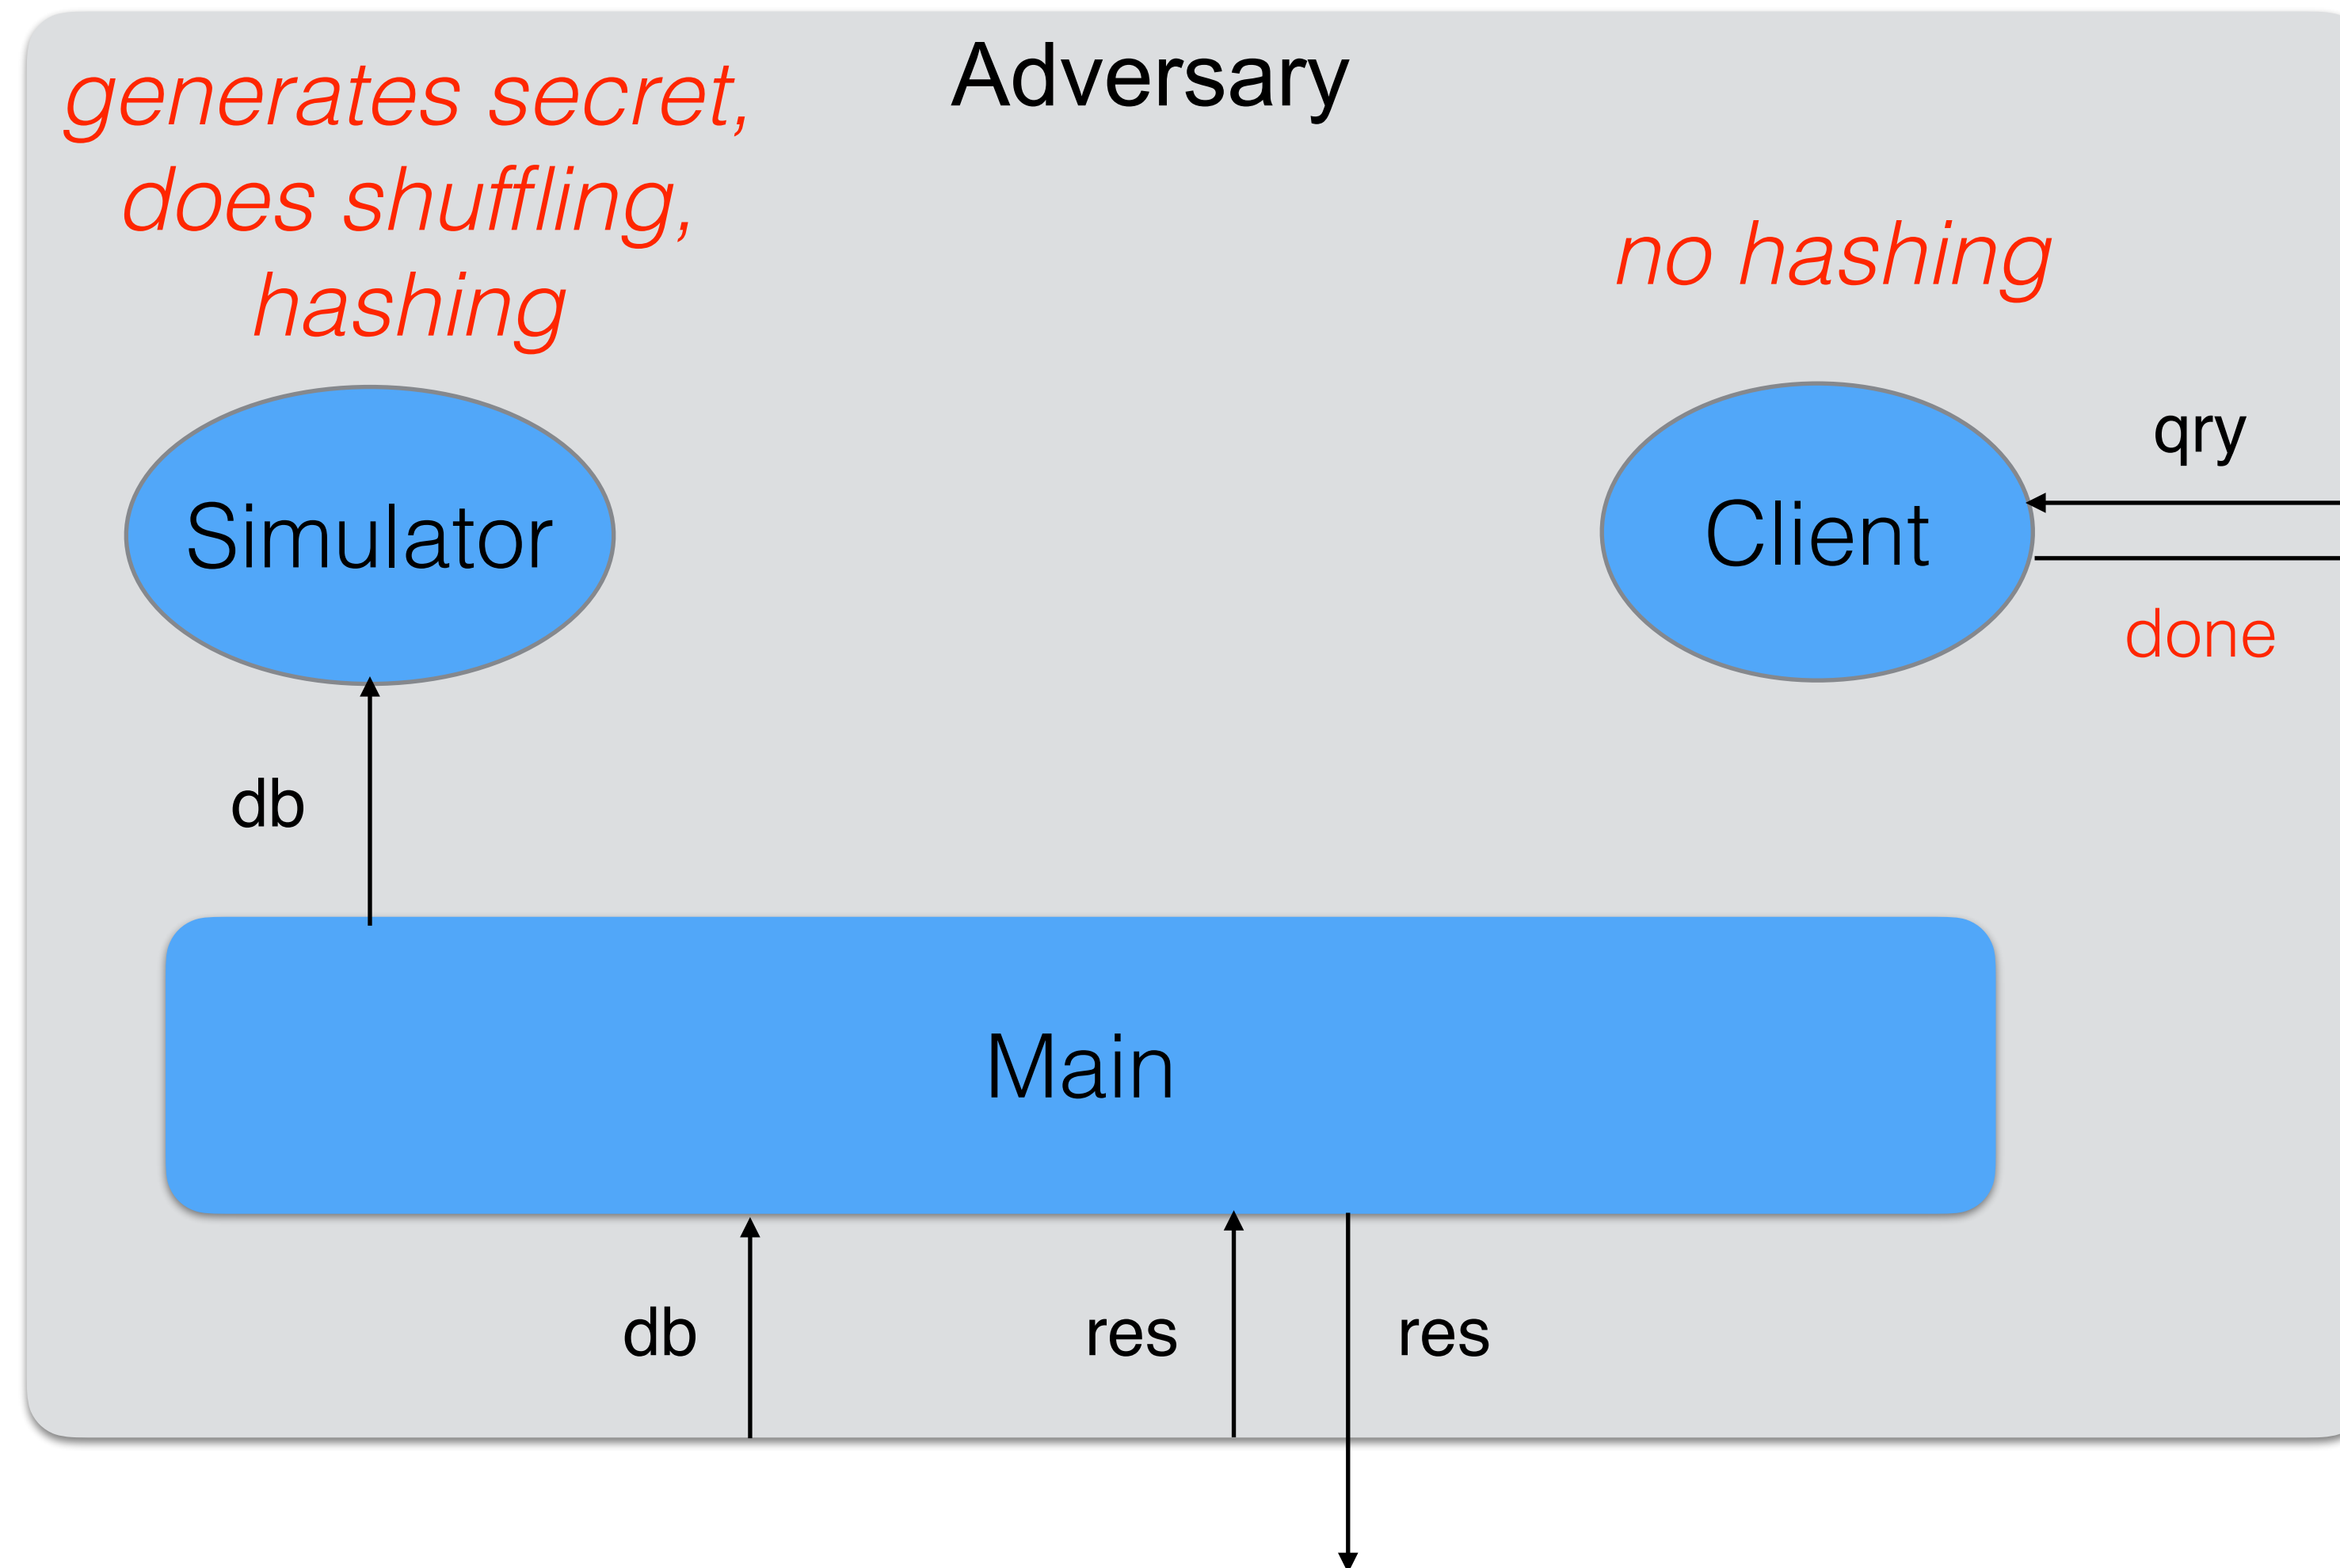 Adversary
generates secret,
does shuffling,
hashing
no hashing
qry
Simulator
Client
done
db
Main
db
res
res